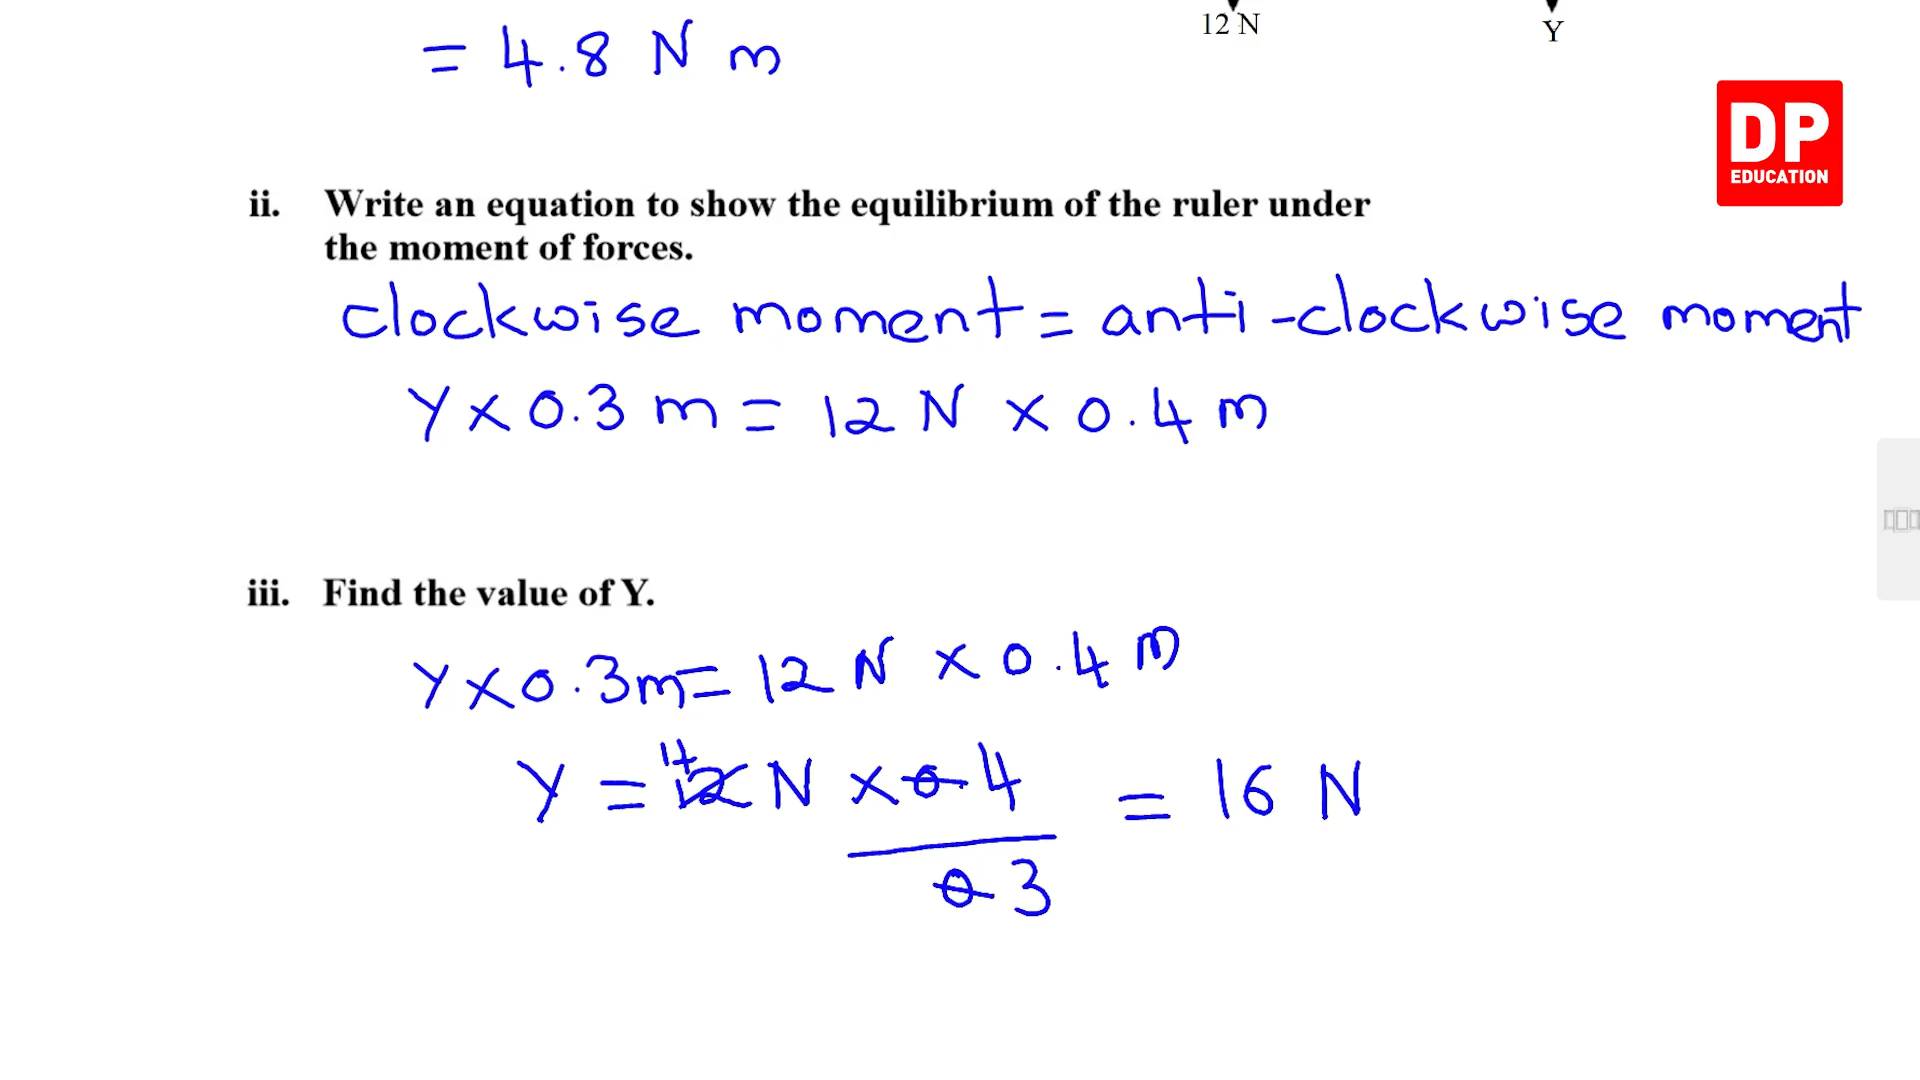 12 N
Y
= 4.8 N m
DP
EDUCATION
ii. Write an equation to show the equilibrium of the ruler under
the moment of forces.
clockwise moment = anti-clockwise moment
Y × 0.3 m = 12 N × 0.4 m
iii. Find the value of Y.
Y × 0.3 m = 12 N × 0.4 m
4
Y = 12 N × 0.4 = 16 N
0.3